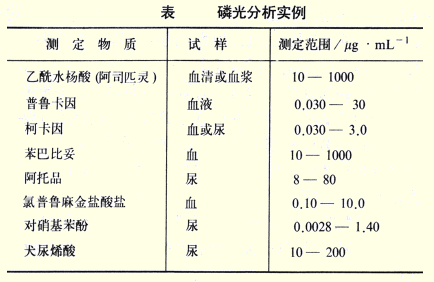 表 磷光分析实例
测定物质 试样 测定范围/μg·mL⁻¹
乙酰水杨酸(阿司匹灵) 血清或血浆 10—1000
普鲁卡因 血液 0.030—30
柯卡因 血或尿 0.030—3.0
苯巴比妥 血 10—1000
阿托品 尿 8—80
氯普鲁麻金盐酸盐 血 0.10—10.0
对硝基苯酚 尿 0.0028—1.40
犬尿烯酸 尿 10—200